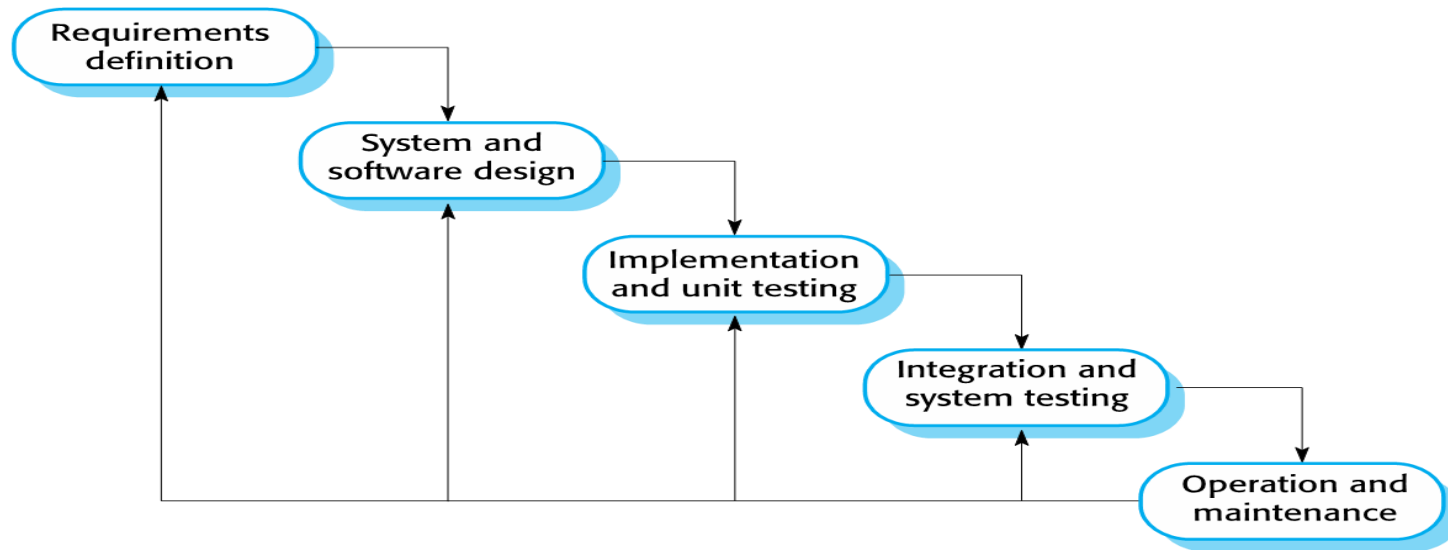 Requirements
definition
System and
software design
Implementation
and unit testing
Integration and
system testing
Operation and
maintenance